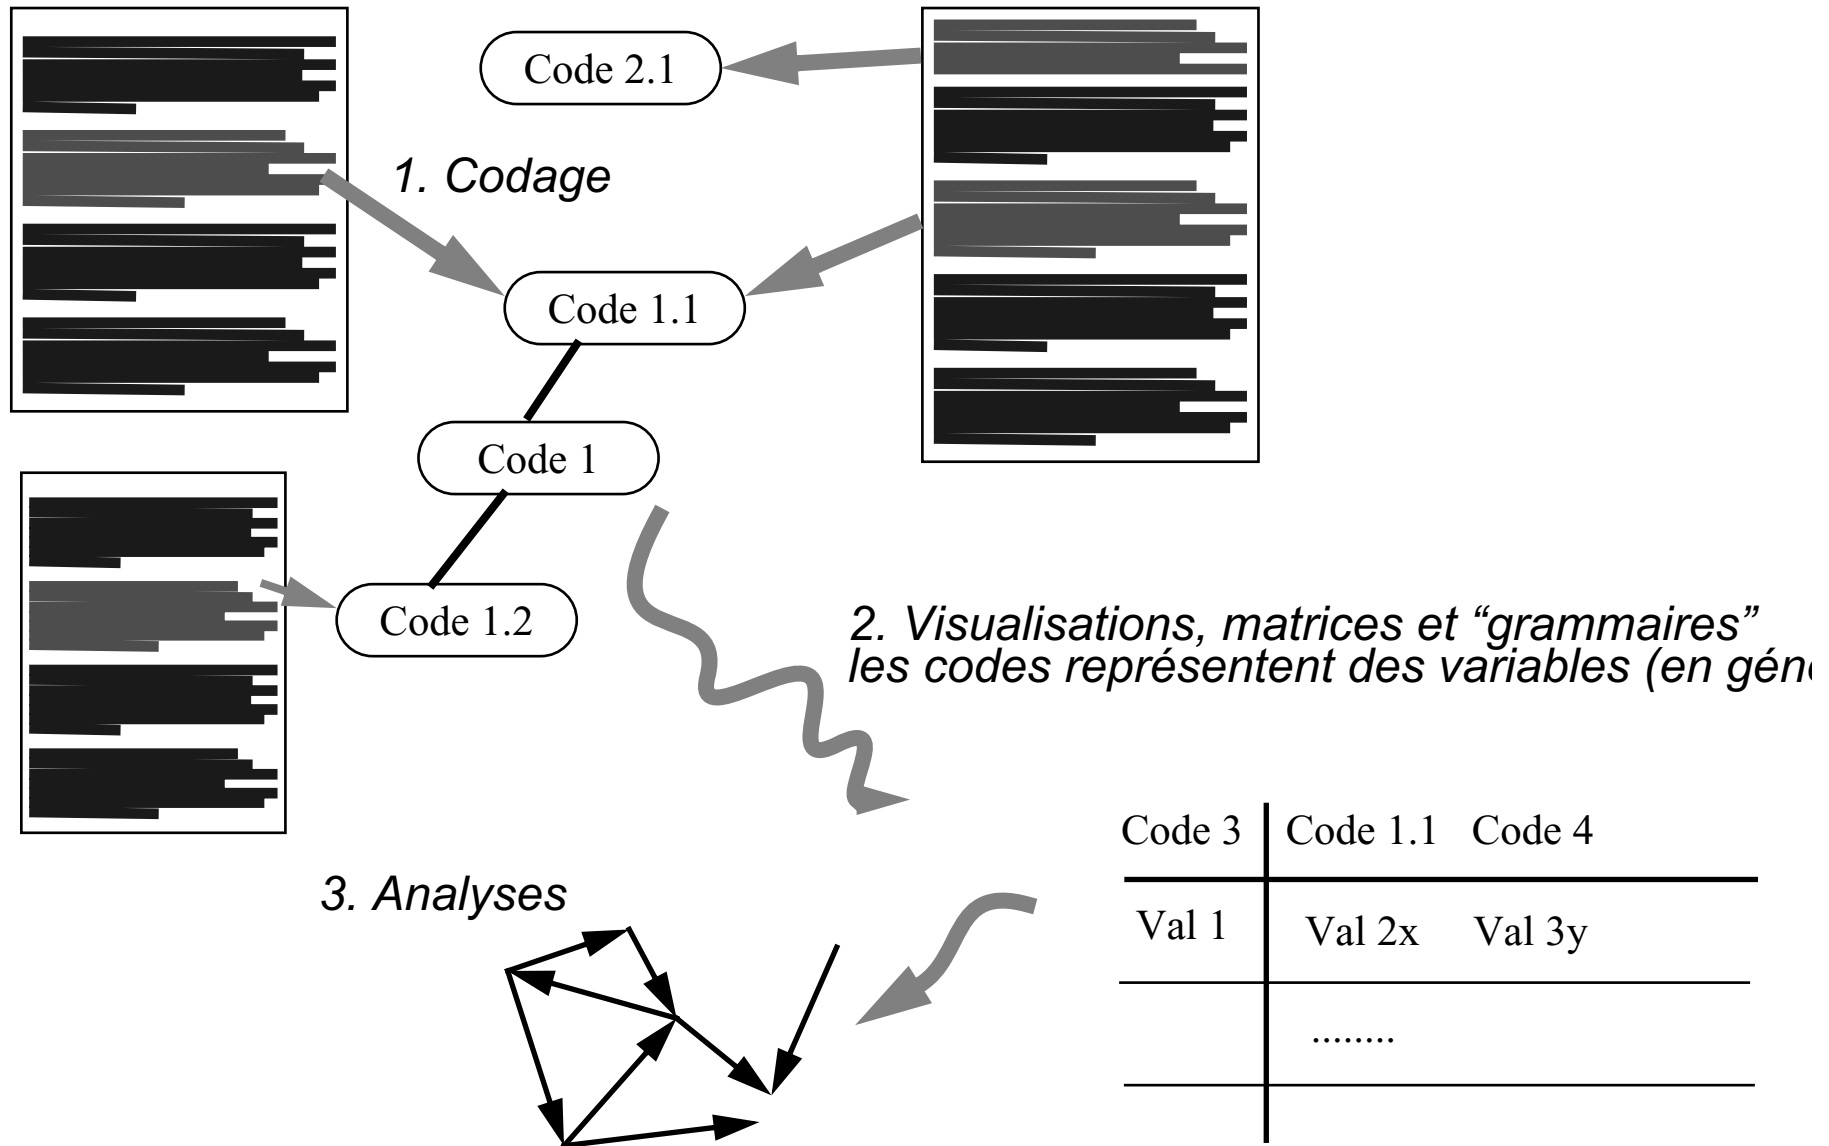 Code 2.1
1. Codage
Code 1.1
Code 1
Code 1.2
2. Visualisations, matrices et “grammaires”
les codes représentent des variables (en
Code 3 Code 1.1 Code 4
3. Analyses
Val 1 Val 2x Val 3y
........